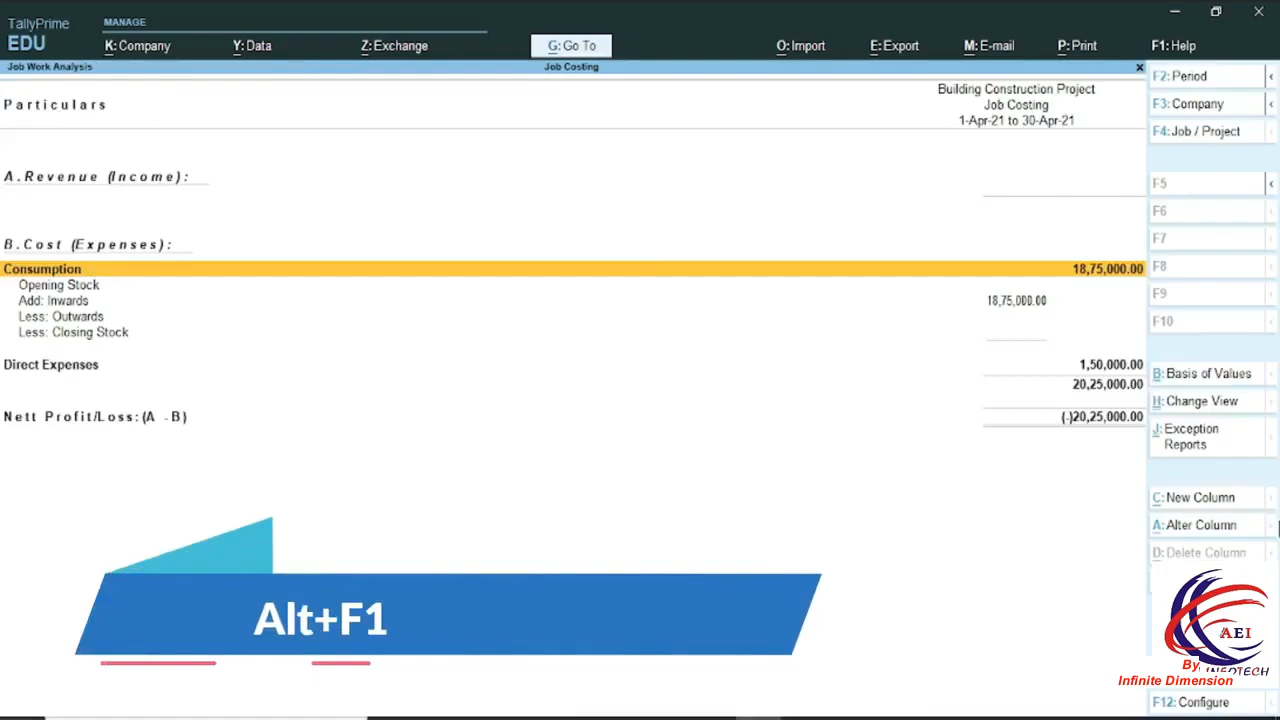 TallyPrime
EDU
MANAGE
K: Company
Y: Data
Z: Exchange
G: Go To
O: Import
E: Export
M: E-mail
P: Print
F1: Help
Job Work Analysis
Job Costing
Particulars
Building Construction Project
Job Costing
1-Apr-21 to 30-Apr-21
A.Revenue (Income):
B.Cost (Expenses):
Consumption 18,75,000.00
Opening Stock
Add: Inwards 18,75,000.00
Less: Outwards
Less: Closing Stock
Direct Expenses 1,50,000.00
20,25,000.00
Nett Profit/Loss:(A -B) (-)20,25,000.00
F2: Period
F3: Company
F4: Job / Project
F5
F6
F7
F8
F9
F10
B: Basis of Values
H: Change View
J: Exception
Reports
C: New Column
A: Alter Column
D: Delete Column
Alt+F1
AEI
INFOTECH
By,
Infinite Dimension
F12: Configure